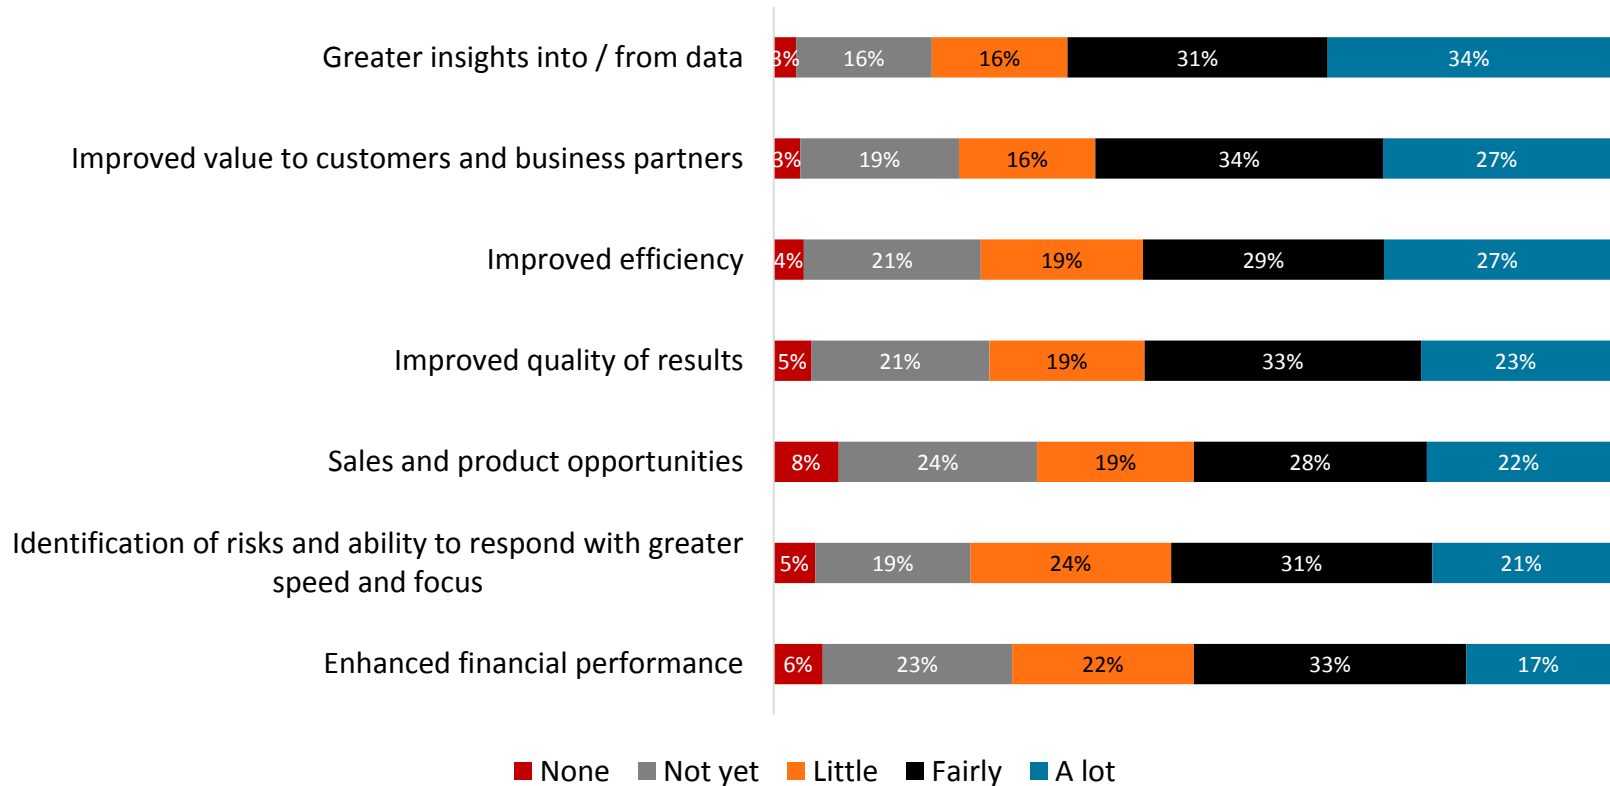 Greater insights into / from data
3% 16% 16% 31% 34%
Improved value to customers and business partners
3% 19% 16% 34% 27%
Improved efficiency
4% 21% 19% 29% 27%
Improved quality of results
5% 21% 19% 33% 23%
Sales and product opportunities
8% 24% 19% 28% 22%
Identification of risks and ability to respond with greater
speed and focus
5% 19% 24% 31% 21%
Enhanced financial performance
6% 23% 22% 33% 17%
None Not yet Little Fairly A lot